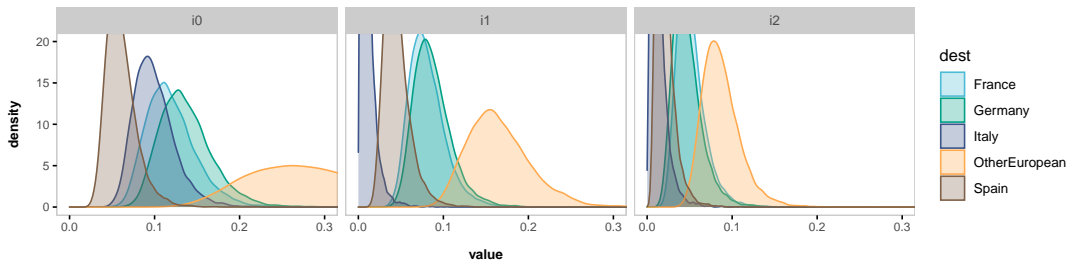 i0 i1 i2
density
20
15
10
5
0
0.0 0.1 0.2 0.3 0.0 0.1 0.2 0.3 0.0 0.1 0.2 0.3
value
dest
France
Germany
Italy
OtherEuropean
Spain